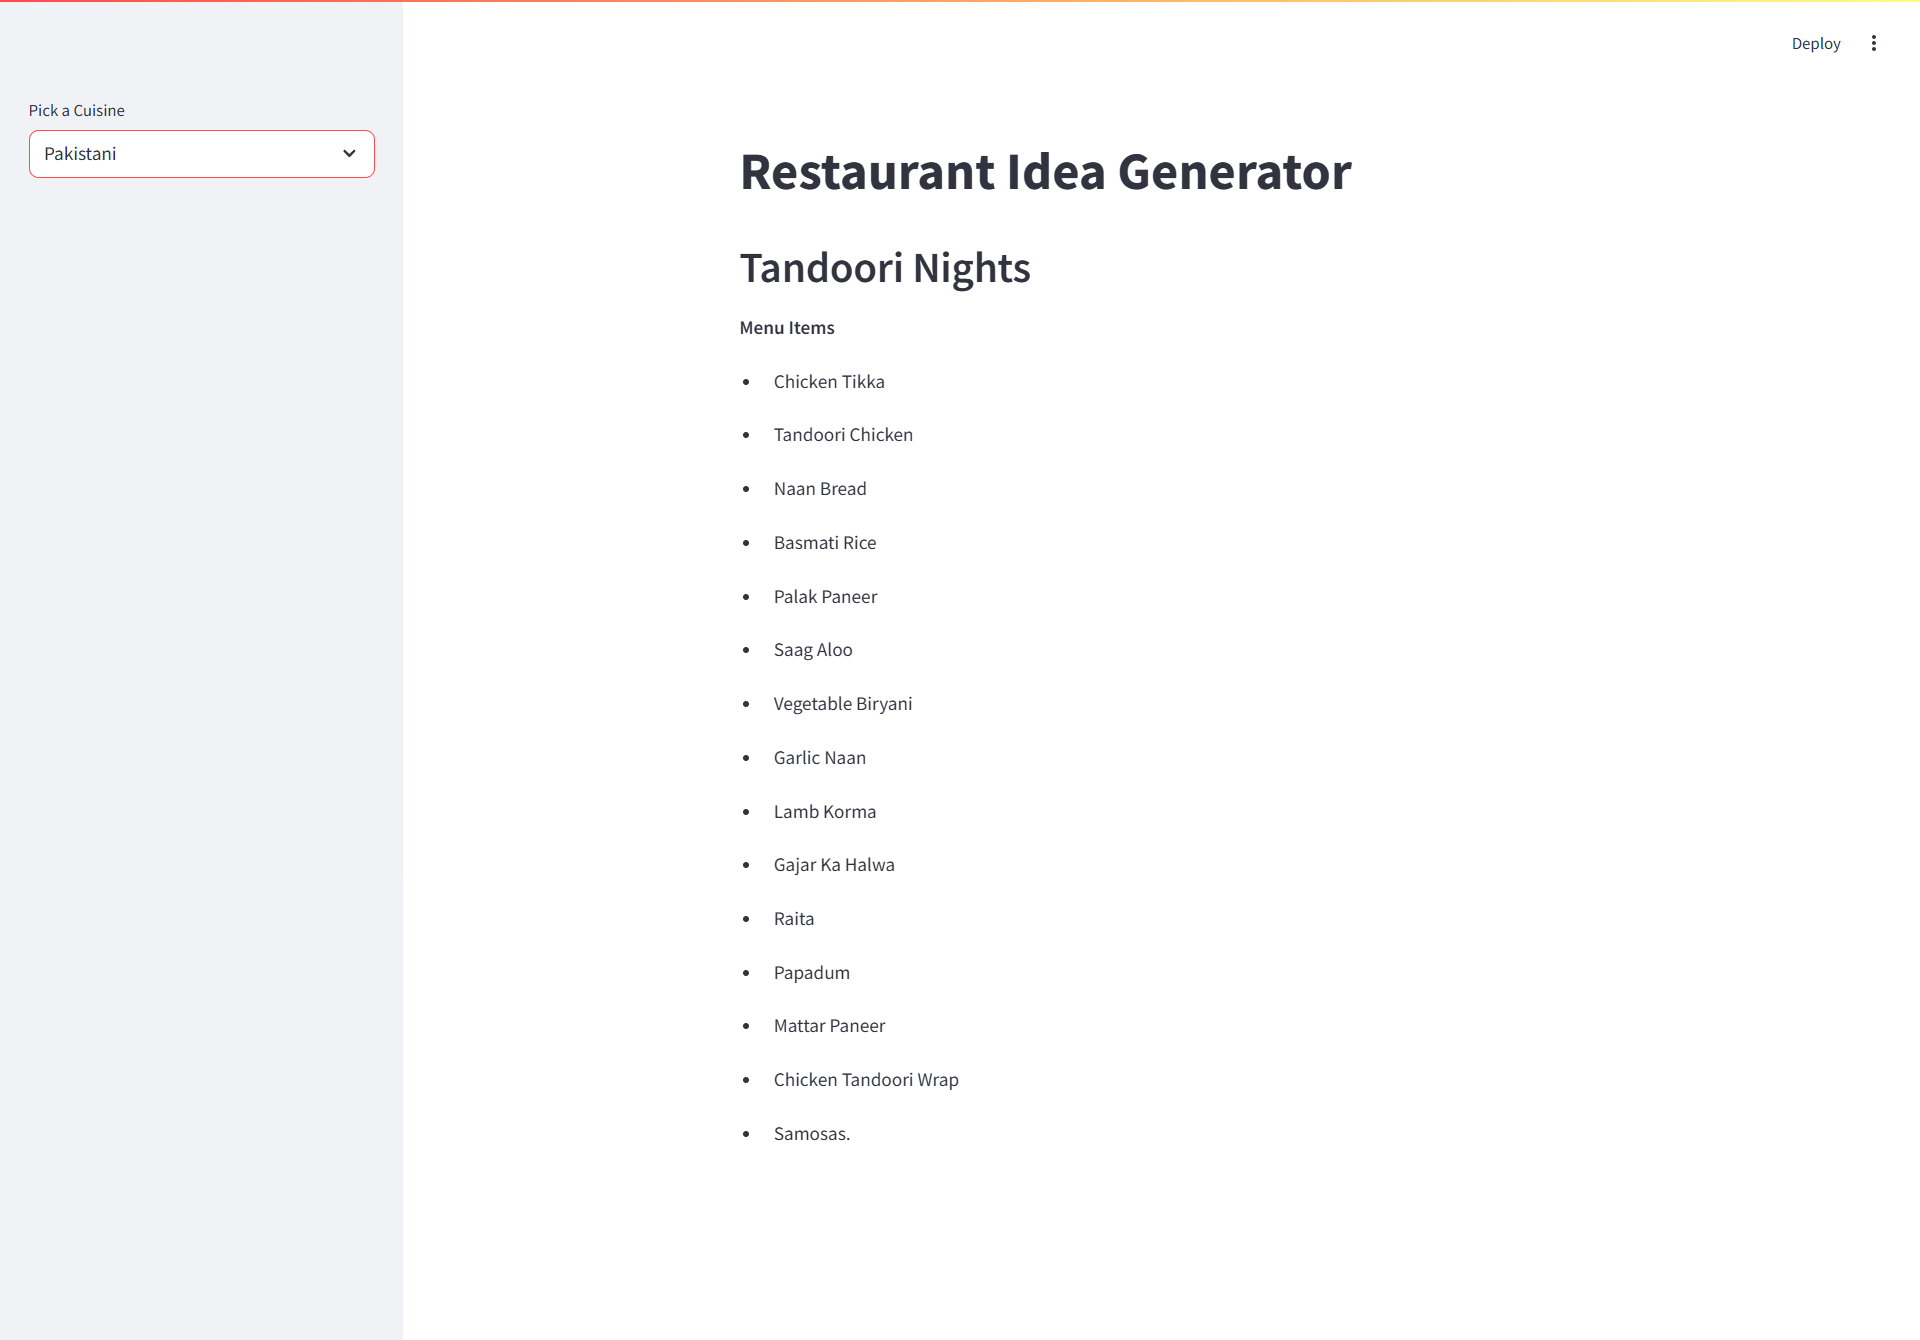 Deploy
Pick a Cuisine
Pakistani
Restaurant Idea Generator
Tandoori Nights
Menu Items
Chicken Tikka
Tandoori Chicken
Naan Bread
Basmati Rice
Palak Paneer
Saag Aloo
Vegetable Biryani
Garlic Naan
Lamb Korma
Gajar Ka Halwa
Raita
Papadum
Mattar Paneer
Chicken Tandoori Wrap
Samosas.